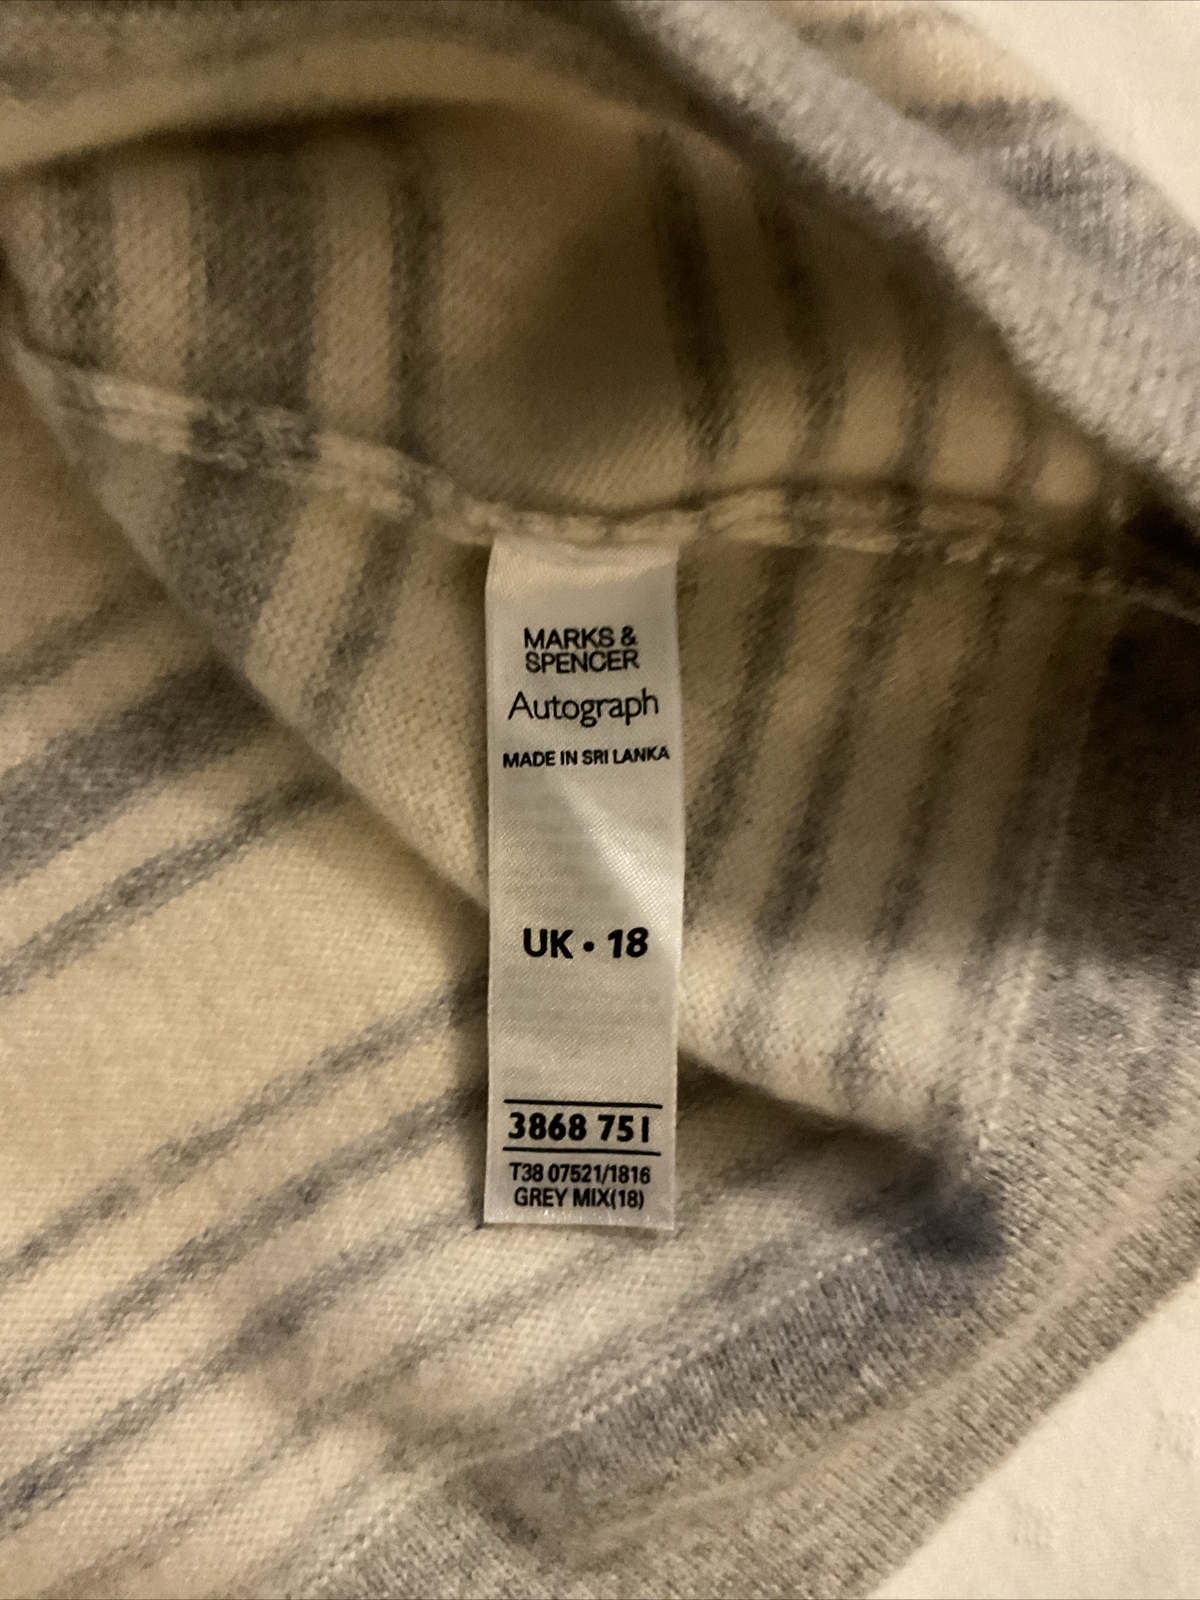 MARKS &
SPENCER
Autograph
MADE IN SRI LANKA
UK • 18
3868 751
T38 07521/1816
GREY MIX(18)